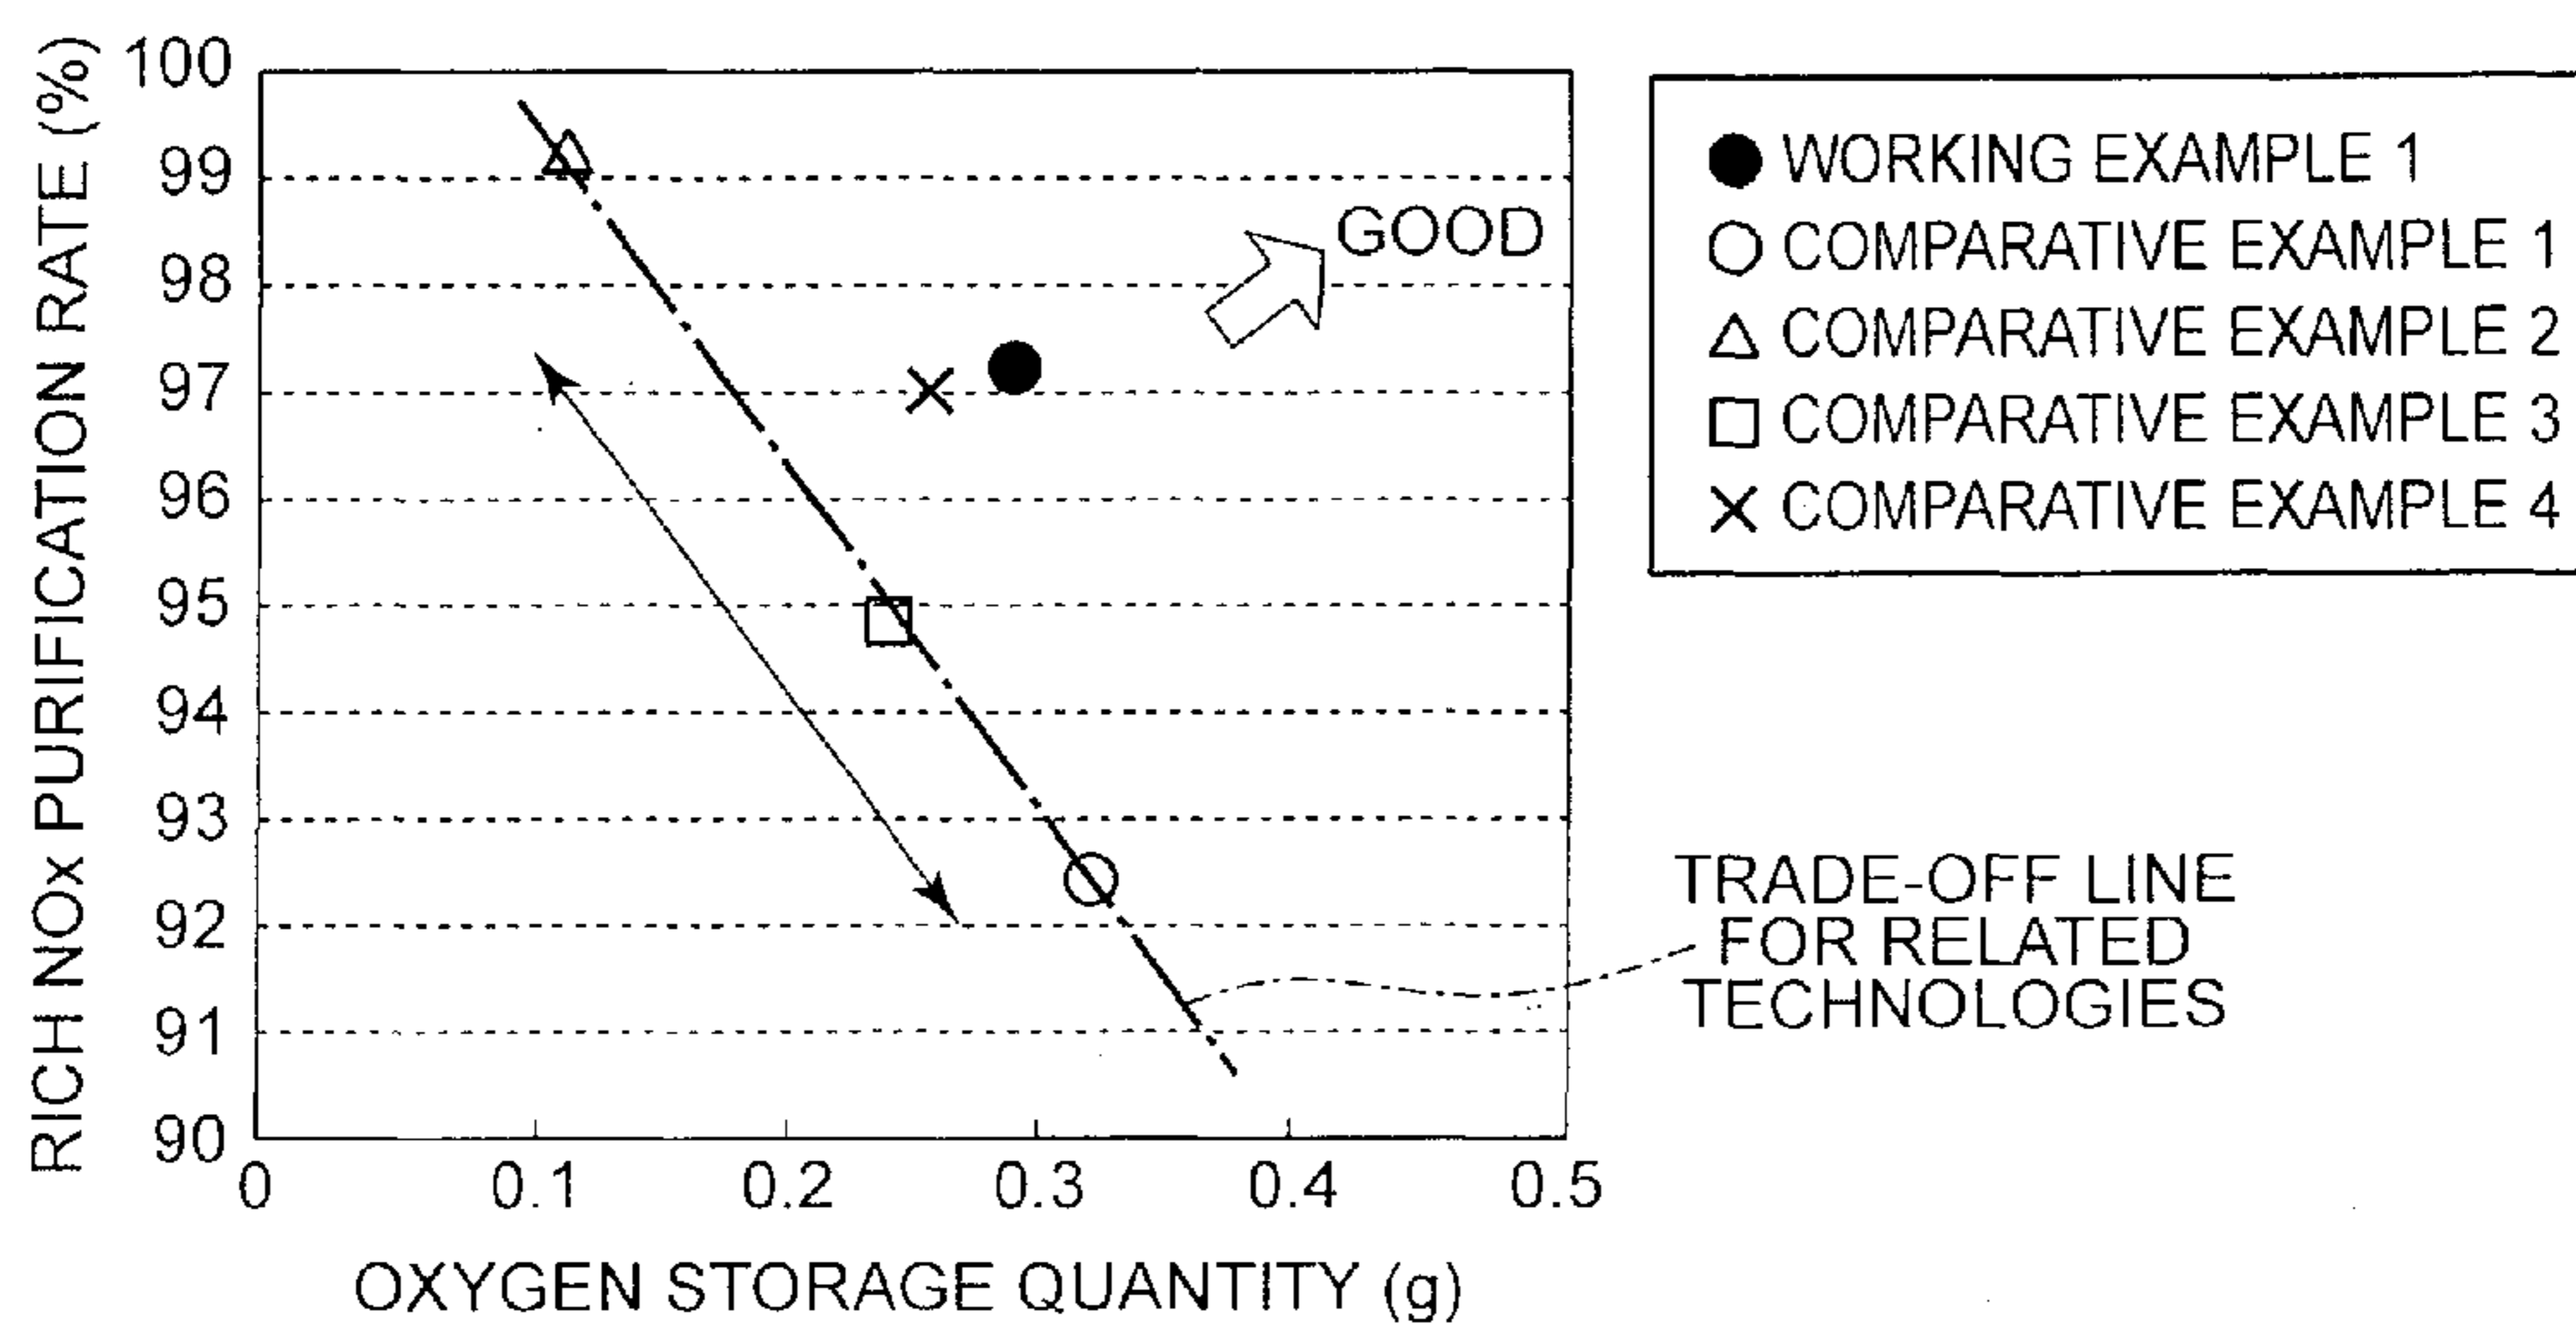 RICH NOx PURIFICATION RATE (%)
100
99
98
97
96
95
94
93
92
91
90
0
0.1
0.2
0.3
0.4
0.5
OXYGEN STORAGE QUANTITY (g)
GOOD
WORKING EXAMPLE 1
COMPARATIVE EXAMPLE 1
COMPARATIVE EXAMPLE 2
COMPARATIVE EXAMPLE 3
COMPARATIVE EXAMPLE 4
TRADE-OFF LINE
FOR RELATED
TECHNOLOGIES